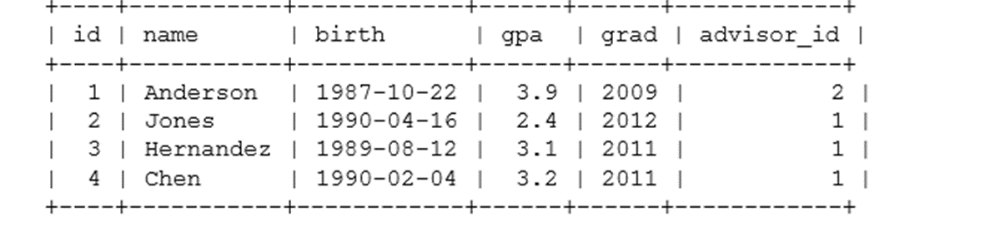 +----+-----------+------------+------+------+------------+
| id | name      | birth      | gpa  | grad | advisor_id |
+----+-----------+------------+------+------+------------+
|  1 | Anderson  | 1987-10-22 |  3.9 | 2009 |          2 |
|  2 | Jones     | 1990-04-16 |  2.4 | 2012 |          1 |
|  3 | Hernandez | 1989-08-12 |  3.1 | 2011 |          1 |
|  4 | Chen      | 1990-02-04 |  3.2 | 2011 |          1 |
+----+-----------+------------+------+------+------------+